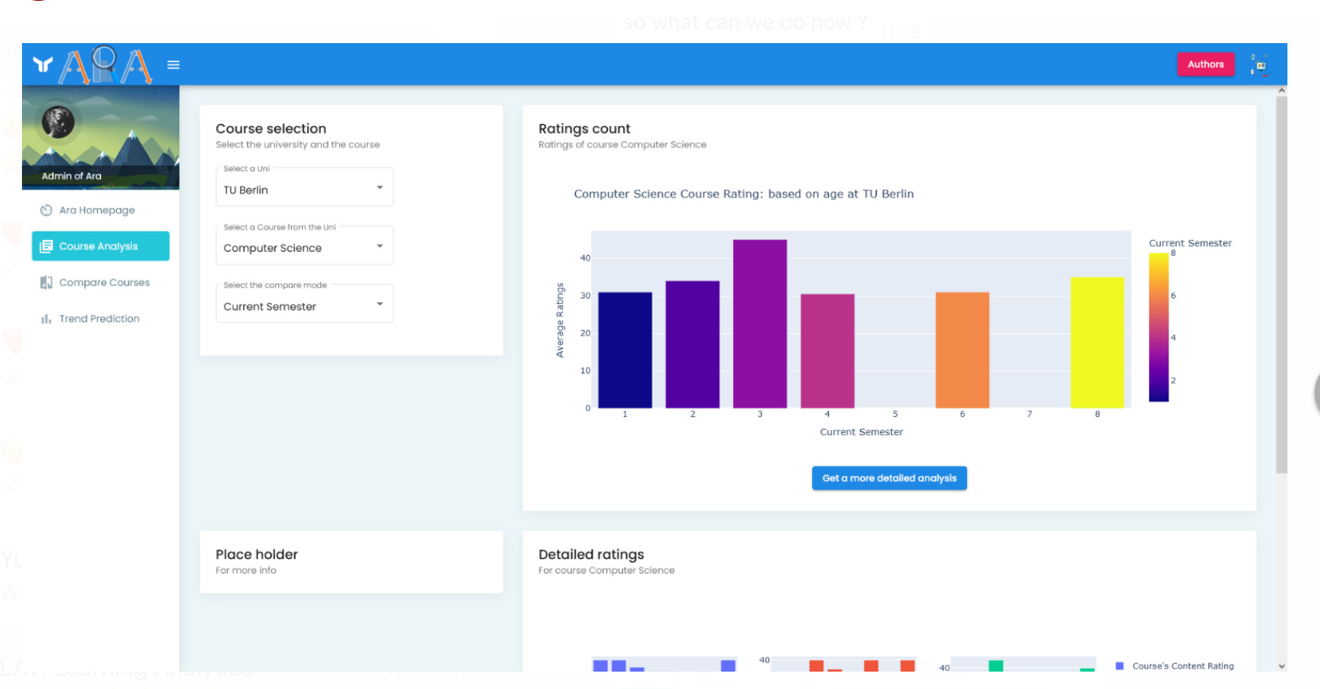 so what can we do now ?
11:05
ARA
Authors
Admin of Ara
Ara Homepage
Course Analysis
Compare Courses
Trend Prediction
Course selection
Select the university and the course
Select a Uni
TU Berlin
Select a Course from the Uni
Computer Science
Select the compare mode
Current Semester
Ratings count
Ratings of course Computer Science
Computer Science Course Rating: based on age at TU Berlin
Average Ratings
40
30
20
10
0
1 2 3 4 5 6 7 8
Current Semester
Current Semester
8
6
4
2
Get a more detailed analysis
Place holder
For more info
Detailed ratings
For course Computer Science
40
40
Course's Content Rating
Learning Analytics